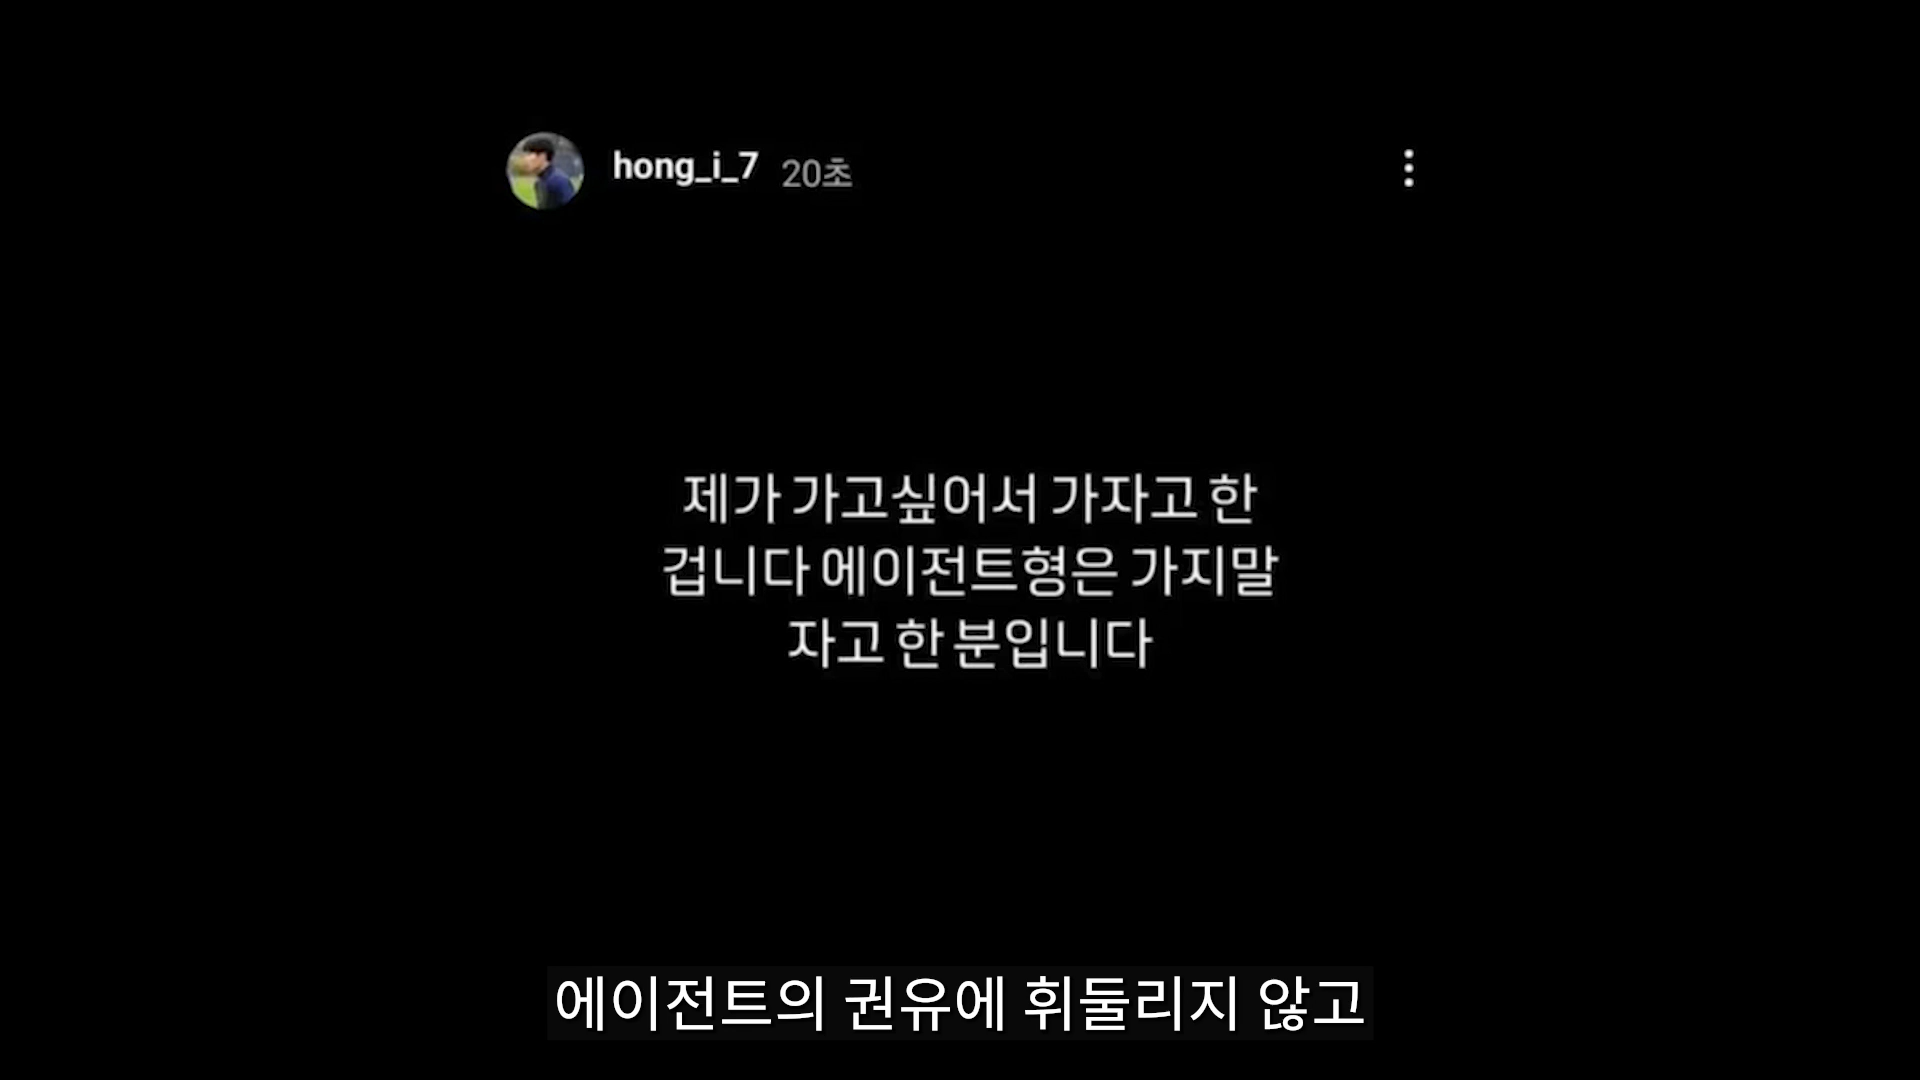 hong_i_7 20초
제가 가고싶어서 가자고 한
겁니다 에이전트형은 가지말
자고 한 분입니다
에이전트의 권유에 휘둘리지 않고